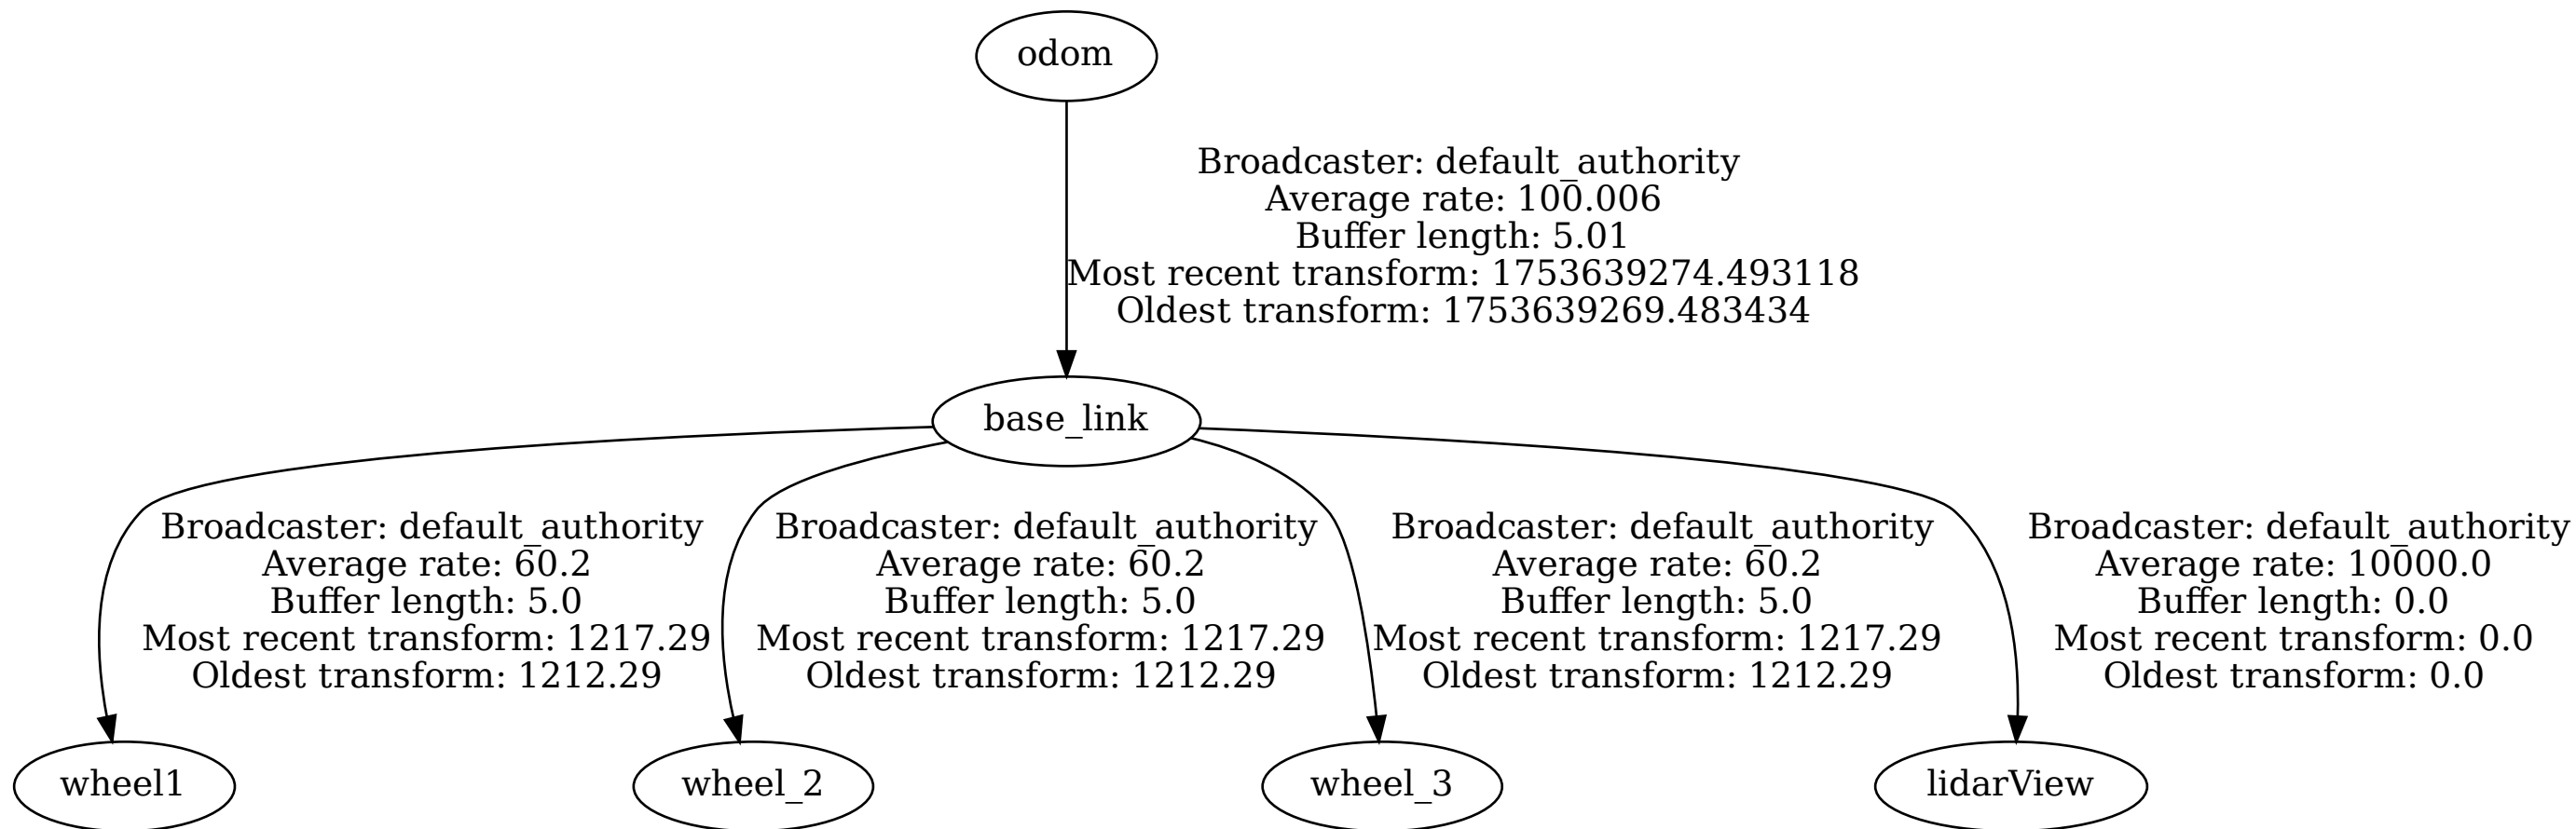 odom
Broadcaster: default_authority
Average rate: 100.006
Buffer length: 5.01
Most recent transform: 1753639274.493118
Oldest transform: 1753639269.483434
base_link
Broadcaster: default_authority
Average rate: 60.2
Buffer length: 5.0
Most recent transform: 1217.29
Oldest transform: 1212.29
Broadcaster: default_authority
Average rate: 60.2
Buffer length: 5.0
Most recent transform: 1217.29
Oldest transform: 1212.29
Broadcaster: default_authority
Average rate: 60.2
Buffer length: 5.0
Most recent transform: 1217.29
Oldest transform: 1212.29
Broadcaster: default_authority
Average rate: 10000.0
Buffer length: 0.0
Most recent transform: 0.0
Oldest transform: 0.0
wheel1
wheel_2
wheel_3
lidarView